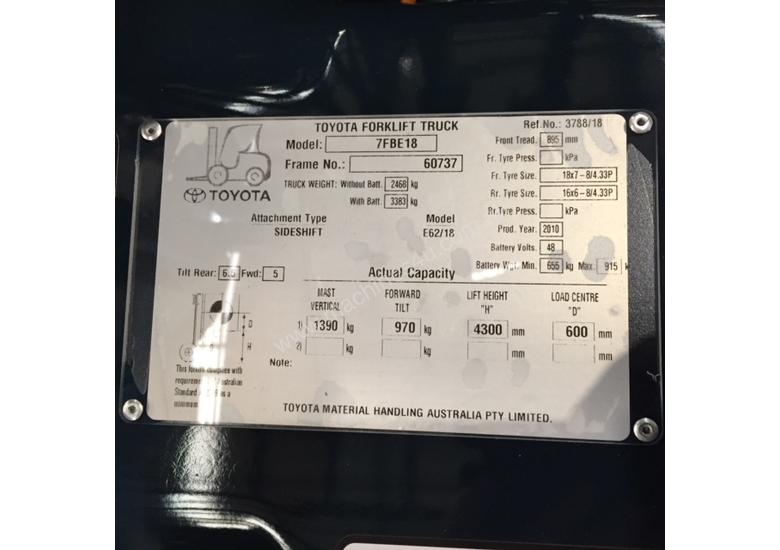 TOYOTA FORKLIFT TRUCK
Ref.No.: 3788/18
Model: 7FBE18
Frame No.: 60737
TOYOTA
TRUCK WEIGHT: Without Batt. 2468 kg
With Batt. 3383 kg
Attachment Type Model
SIDESHIFT E62/18
Front Tread. 895 mm
Fr. Tyre Press. kPa
Fr. Tyre Size. 18x7-8/4.33P
Rr. Tyre Size. 16x6-8/4.33P
Rr.Tyre Press. kPa
Prod. Year. 2010
Battery Volts. 48
Battery Wgt. Min. 655 kg Max. 915
Tilt Rear: 6.5 Fwd: 5
Actual Capacity
MAST VERTICAL
FORWARD TILT
LIFT HEIGHT "H"
LOAD CENTRE "D"
1) 1390 kg 970 kg 4300 mm 600 mm
2) kg kg mm mm
D
H
Note:
This complies with
requirements Australian
Standard as a
minimum
TOYOTA MATERIAL HANDLING AUSTRALIA PTY LIMITED.